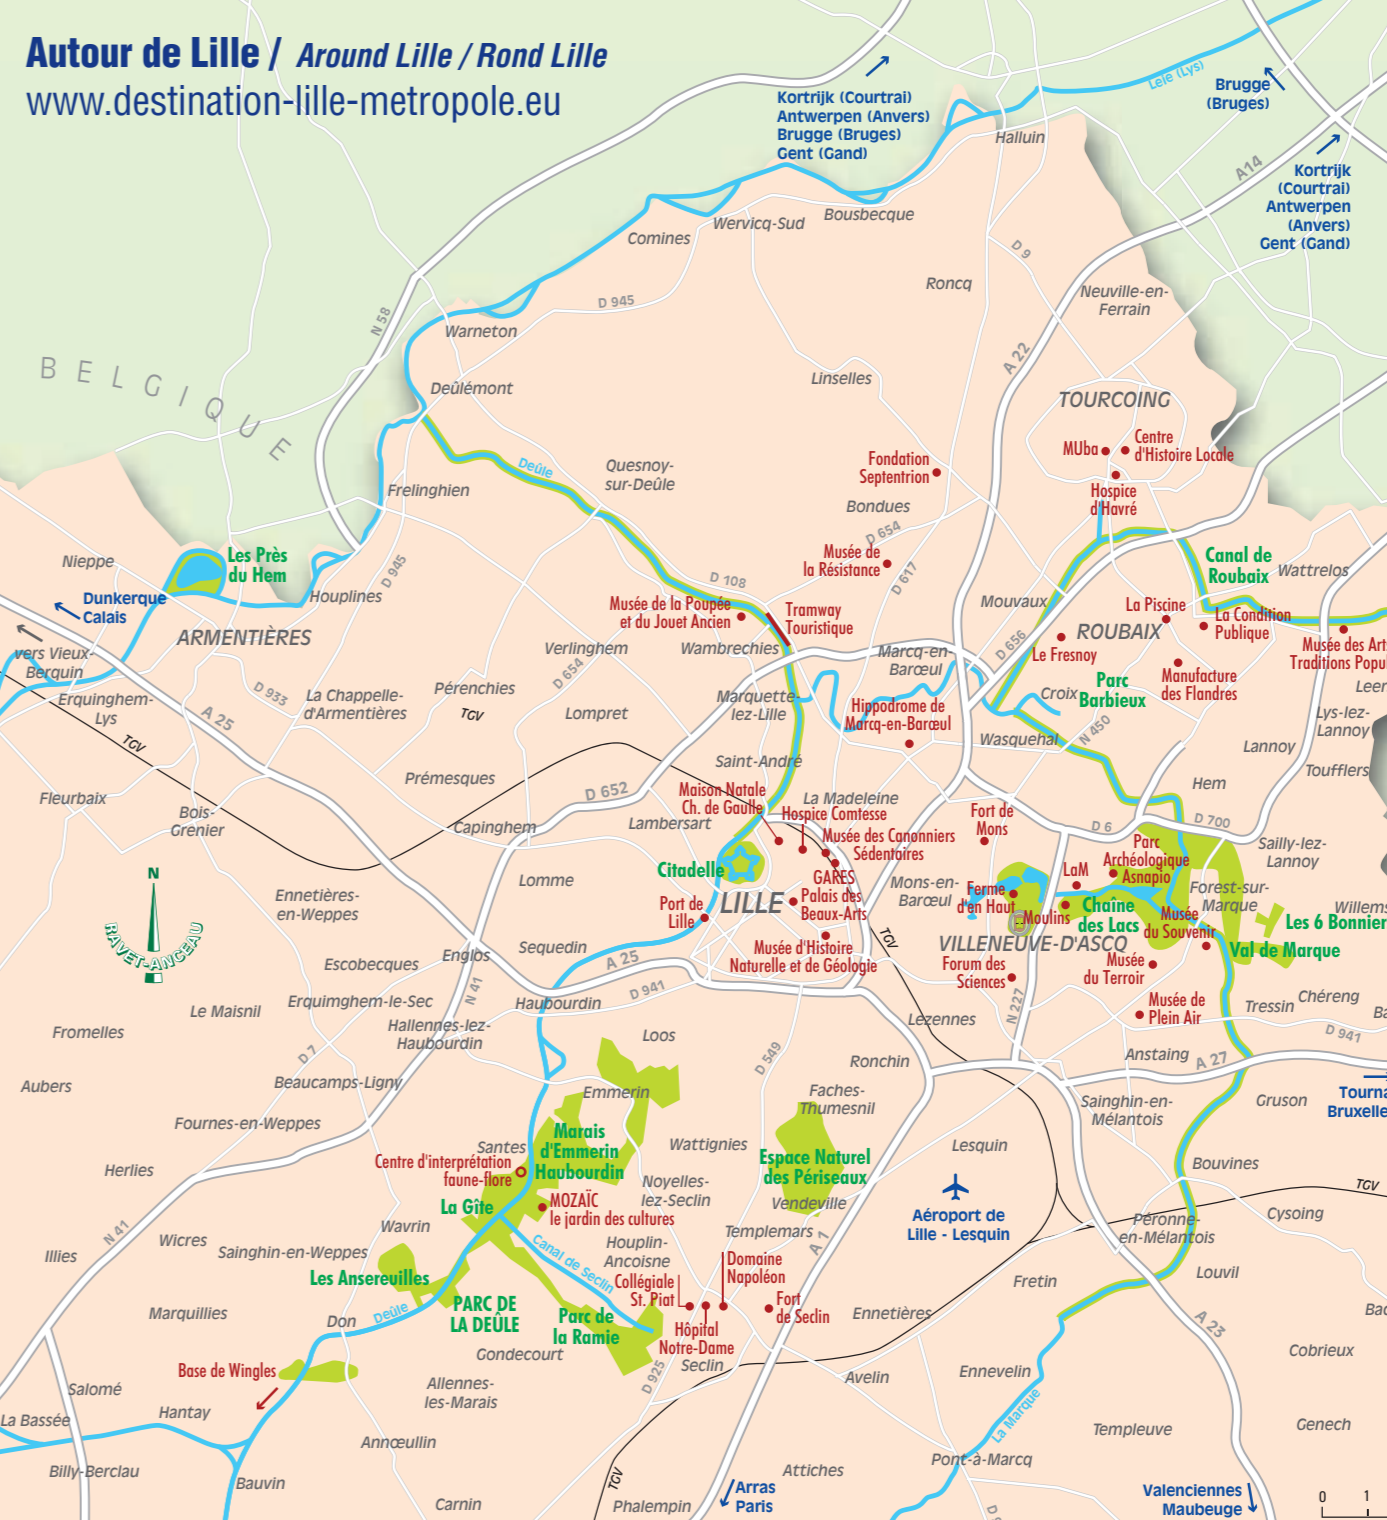 Autour de Lille / Around Lille / Rond Lille
www.destination-lille-metropole.eu
Kortrijk (Courtrai)
Antwerpen (Anvers)
Brugge (Bruges)
Gent (Gand)
Leie (Lys)
Brugge
(Bruges)
Halluin
A14
Kortrijk
(Courtrai)
Antwerpen
(Anvers)
Gent (Gand)
Bousbecque
Wervicq-Sud
Comines
D 9
Roncq
Neuville-en-
Ferrain
D 945
N 58
Warneton
A 22
BELGIQUE
Deûlémont
Linselles
TOURCOING
MUba
Centre
d'Histoire Locale
Hospice
d'Havré
Fondation
Septentrion
Deûle
Quesnoy-
sur-Deûle
Frelinghien
Bondues
D 654
Musée de
la Résistance
D 617
Nieppe
Les Près
du Hem
D 945
Houplines
Dunkerque
Calais
D 108
Musée de la Poupée
et du Jouet Ancien
Tramway
Touristique
Mouvaux
Canal de
Roubaix
Wattrelos
La Piscine
La Condition
Publique
ROUBAIX
D 656
Le Fresnoy
Musée des Art
Traditions Popul
ARMENTIÈRES
vers Vieux-
Berquin
Verlinghem
Wambrechies
Marcq-en-
Barœul
Manufacture
des Flandres
Parc
Barbieux
Croix
Leer
Erquinghem-
Lys
D 933
A 25
La Chappelle-
d'Armentières
Pérenchies
D 654
TGV
Lompret
Marquette-
lez-Lille
Hippodrome de
Marcq-en-Barœul
Lys-lez-
Lannoy
Wasquehal
N 450
Lannoy
TGV
Saint-André
Toufflers
Prémesques
Hem
Fleurbaix
D 652
Maison Natale
Ch. de Gaulle
La Madeleine
Hospice Comtesse
Fort de
Mons
D 6
D 700
Bois-
Grenier
Capinghem
Lambersart
Musée des Canonniers
Sédentaires
Parc
Archéologique
Asnapio
Sailly-lez-
Lannoy
Citadelle
GARES
LaM
Lomme
Palais des
Beaux-Arts
Mons-en-
Barœul
Ferme
d'en Haut
Forest-sur-
Marque
N
Ennetières-
en-Weppes
Port de
Lille
LILLE
Moulins
Chaîne
des Lacs
Musée
du Souvenir
Willems
Les 6 Bonnier
RAVET-ANCEAU
Sequedin
Musée d'Histoire
Naturelle et de Géologie
TGV
VILLENEUVE-D'ASCQ
Val de Marque
Englos
A 25
Forum des
Sciences
Musée
du Terroir
Escobecques
N 41
D 941
Le Maisnil
Erquimghem-le-Sec
Haubourdin
Musée de
Plein Air
Tressin
Chéreng
Ba
Fromelles
Hallennes-lez-
Haubourdin
Loos
Lezennes
N 227
D 941
D 7
D 549
Ronchin
Anstaing
A 27
Aubers
Beaucamps-Ligny
Emmerin
Faches-
Thumesnil
Sainghin-en-
Mélantois
Gruson
Tourna
Bruxelle
Fournes-en-Weppes
Marais
d'Emmerin
Haubourdin
Santes
Wattignies
Lesquin
Herlies
Centre d'interprétation
faune-flore
Espace Naturel
des Périseaux
Bouvines
Noyelles-
lez-Seclin
La Gîte
MOZAÏC
le jardin des cultures
Vendeville
TGV
Aéroport de
Lille - Lesquin
Péronne-
en-Mélantois
Cysoing
N 41
Wavrin
Templemars
A 1
Illies
Wicres
Sainghin-en-Weppes
Canal de Seclin
Houplin-
Ancoisne
Domaine
Napoléon
Les Ansereuilles
Collégiale
St. Piat
Fretin
Louvil
Marquillies
PARC DE
LA DEÛLE
Deûle
Don
Parc de
la Ramie
Fort
de Seclin
Ennetières
A 23
Bac
Hôpital
Notre-Dame
Gondecourt
Seclin
Cobrieux
Base de Wingles
D 925
Avelin
Ennevelin
Salomé
Allennes-
les-Marais
La Marque
La Bassée
Hantay
Templeuve
Genech
Annœullin
Billy-Berclau
Bauvin
Pont-à-Marcq
Attiches
TGV
Arras
Paris
Valenciennes
Maubeuge
Carnin
Phalempin
D 9
0 1